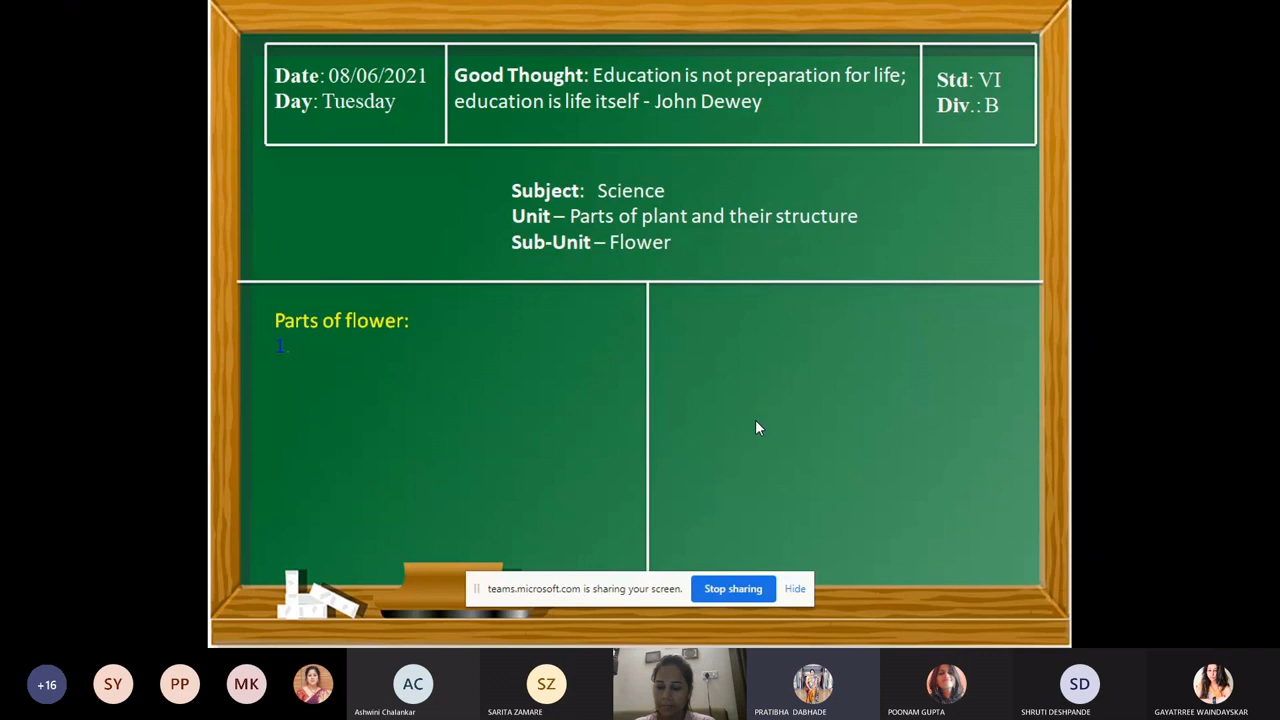 Date: 08/06/2021
Day: Tuesday
Good Thought: Education is not preparation for life;
education is life itself - John Dewey
Std: VI
Div.: B
Subject: Science
Unit – Parts of plant and their structure
Sub-Unit – Flower
Parts of flower:
1.
teams.microsoft.com is sharing your screen.
Stop sharing
Hide
+16
SY
PP
MK
AC
Ashwini Chalankar
SZ
SARITA ZAMARE
PRATIBHA DABHADE
POONAM GUPTA
SD
SHRUTI DESHPANDE
GAYATRREE WANDAYSKAR